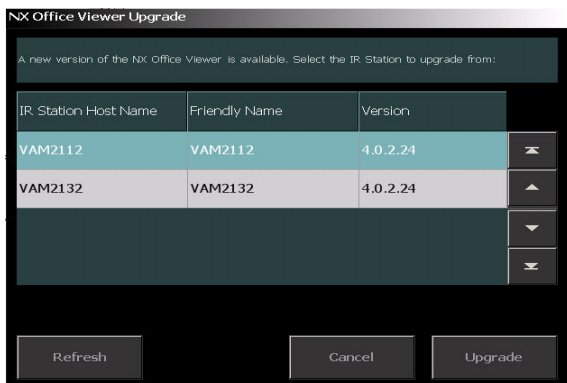 NX Office Viewer Upgrade
A new version of the NX Office Viewer is available. Select the IR Station to upgrade from:
IR Station Host Name Friendly Name Version
VAM2112 VAM2112 4.0.2.24
VAM2132 VAM2132 4.0.2.24
Refresh Cancel Upgrade